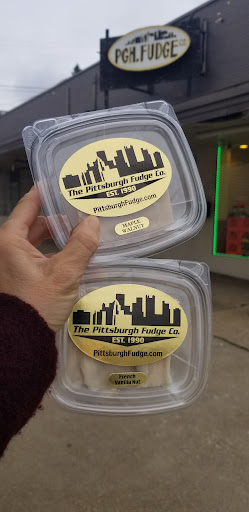 PGH.FUDGE Co
The Pittsburgh Fudge Co.
EST. 1990
PittsburghFudge.com
MAPLE
WALNUT
The Pittsburgh Fudge Co.
EST. 1990
PittsburghFudge.com
French
Vanilla Nut